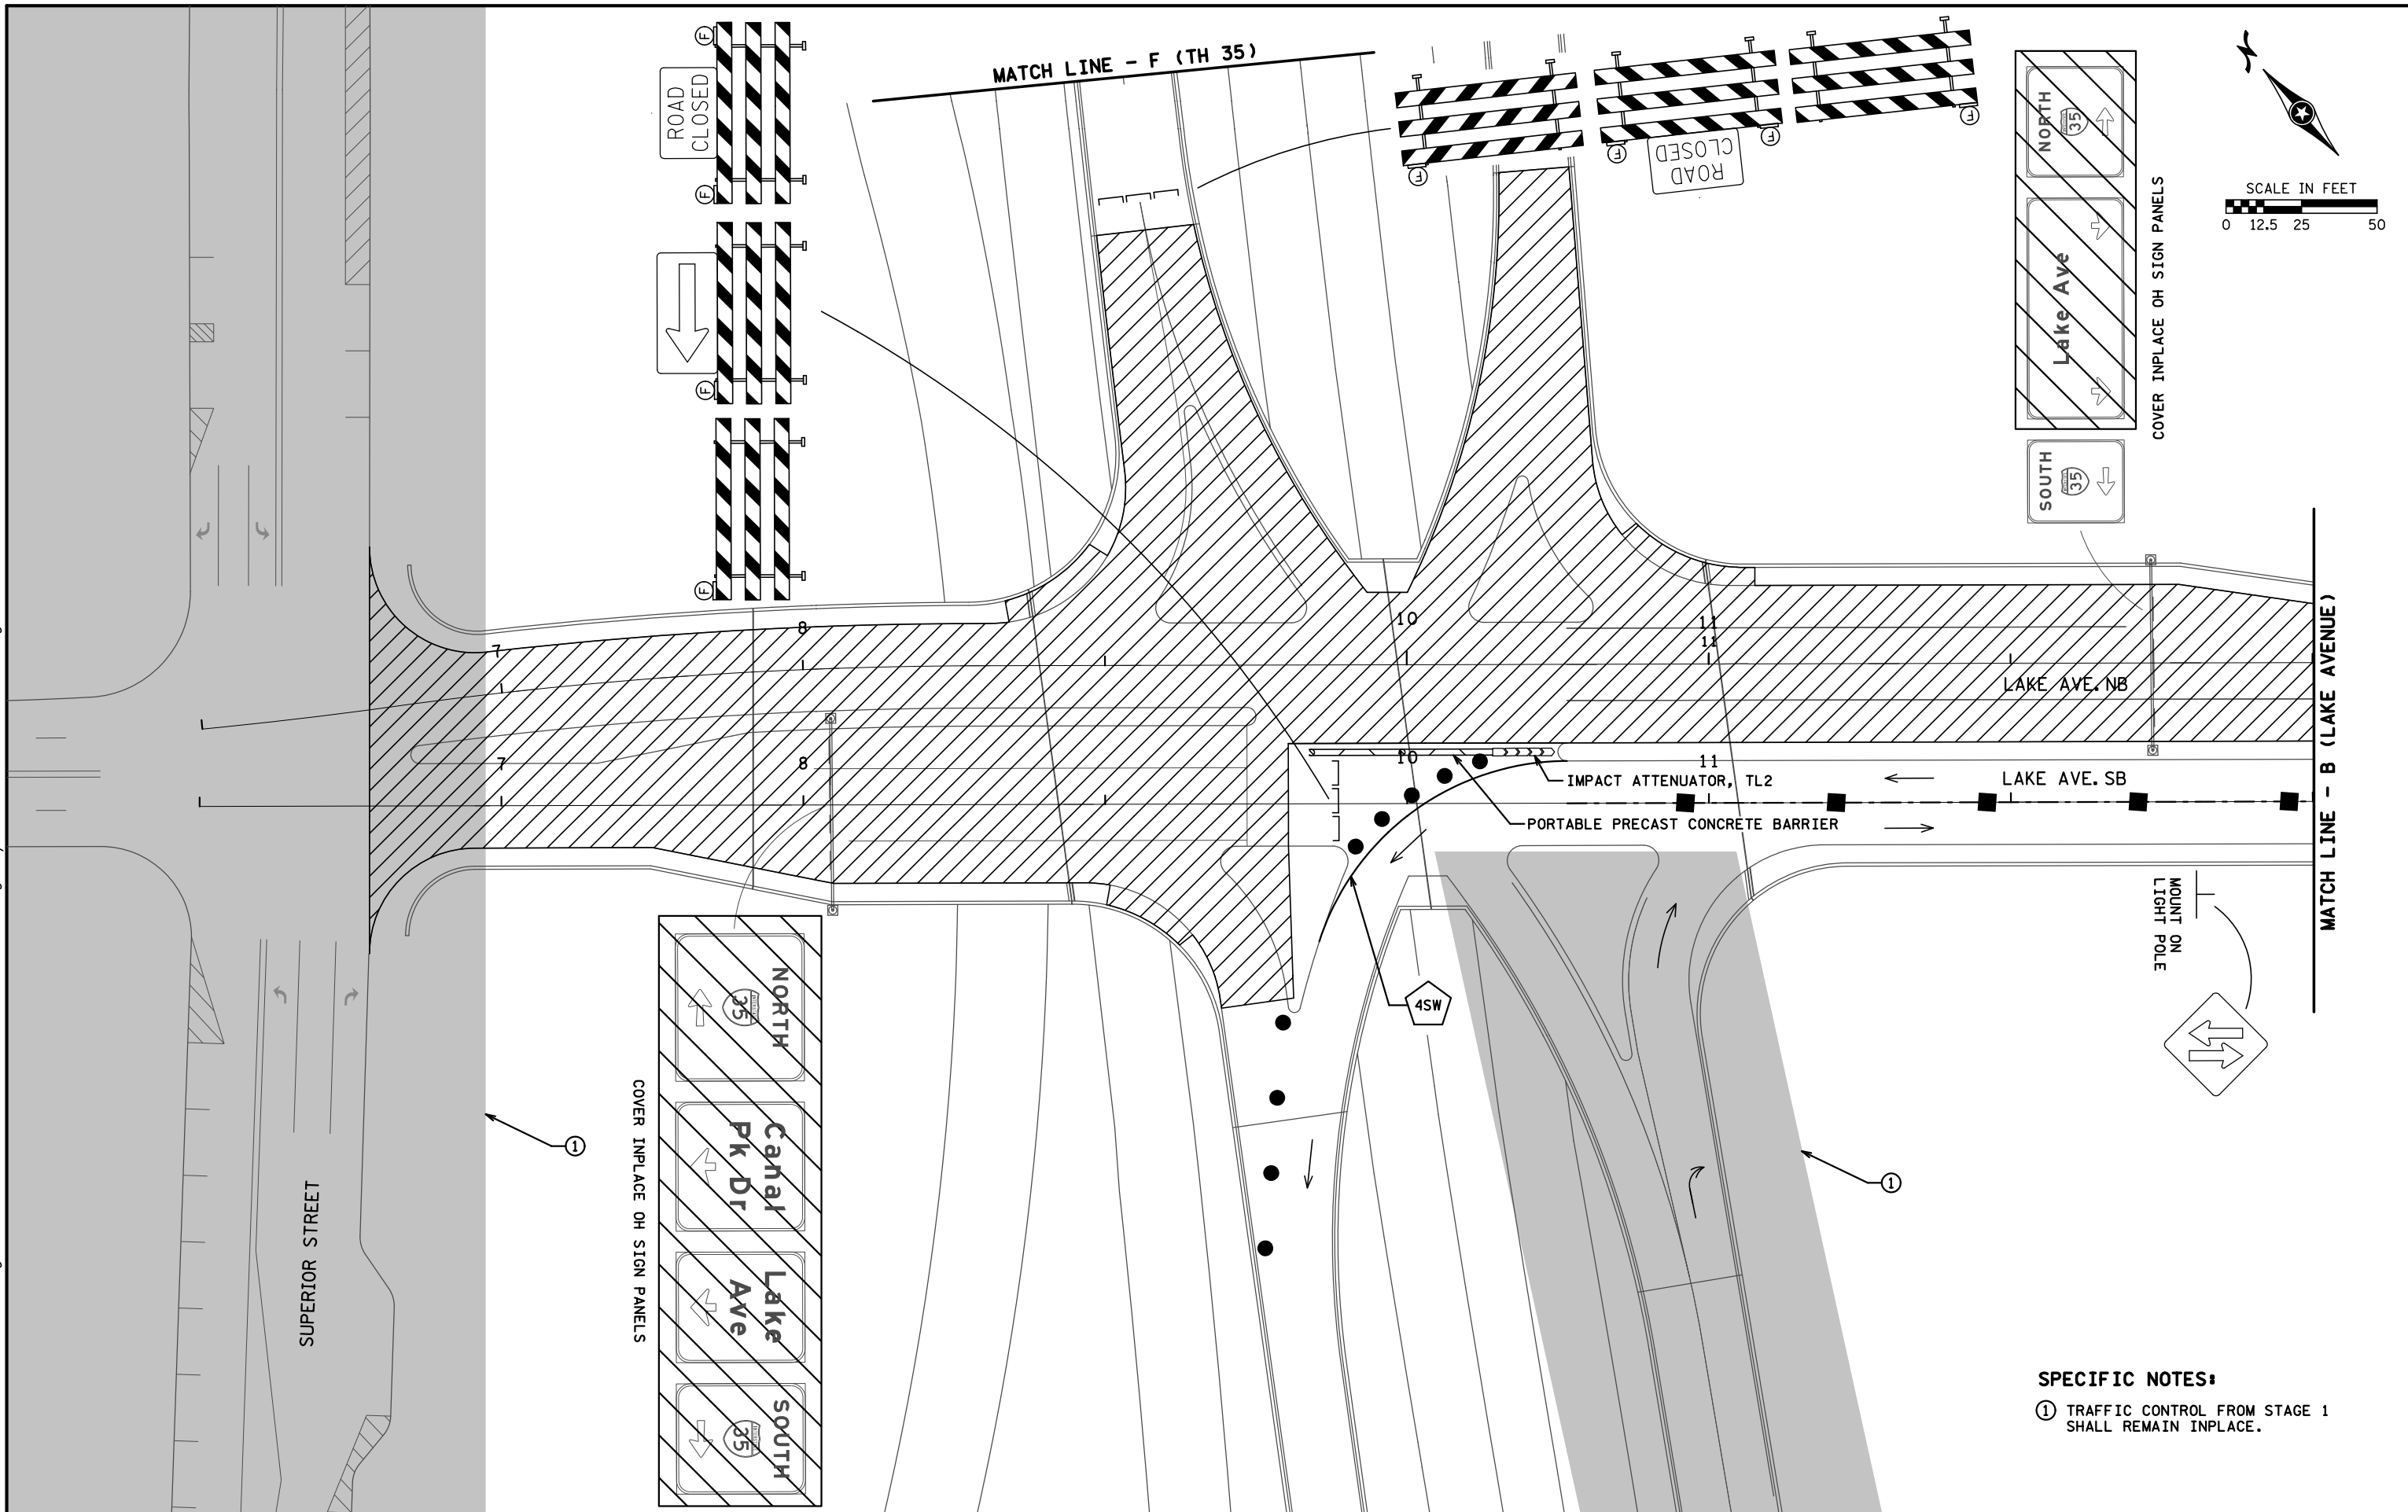 MATCH LINE - F (TH 35)
ROAD
CLOSED
F
F
F
F
F
F
F
F
ROAD
CLOSED
NORTH
INTERSTATE
35
Lake Ave
COVER INPLACE OH SIGN PANELS
SOUTH
35
SCALE IN FEET
0 12.5 25 50
7
8
10
11
11
LAKE AVE. NB
7
8
10
11
IMPACT ATTENUATOR, TL2
LAKE AVE. SB
PORTABLE PRECAST CONCRETE BARRIER
MATCH LINE - B (LAKE AVENUE)
MOUNT ON
LIGHT POLE
4SW
NORTH
INTERSTATE
35
Canal
Pk Dr
Lake
Ave
SOUTH
INTERSTATE
35
COVER INPLACE OH SIGN PANELS
1
1
SUPERIOR STREET
SPECIFIC NOTES:
1 TRAFFIC CONTROL FROM STAGE 1
SHALL REMAIN INPLACE.